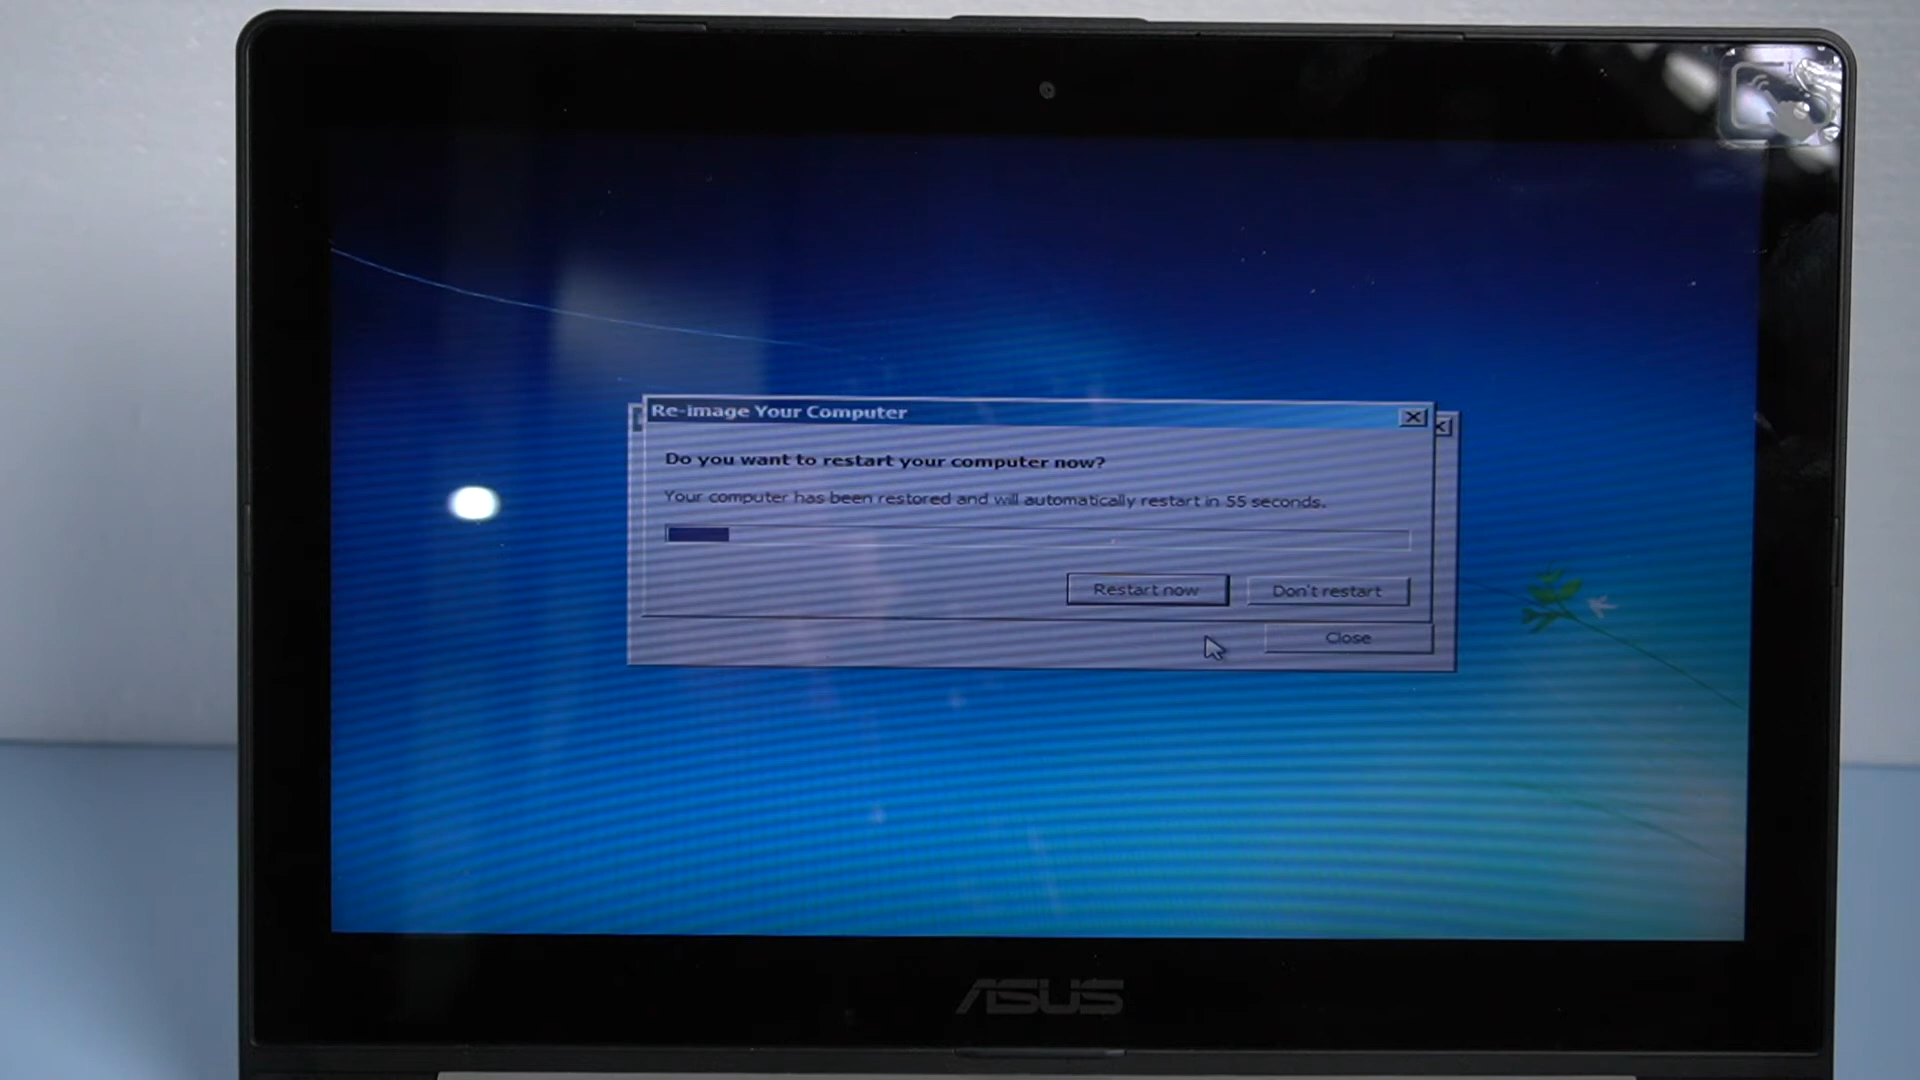 Re-image Your Computer
Do you want to restart your computer now?
Your computer has been restored and will automatically restart in 55 seconds.
Restart now
Don't restart
Close
ASUS